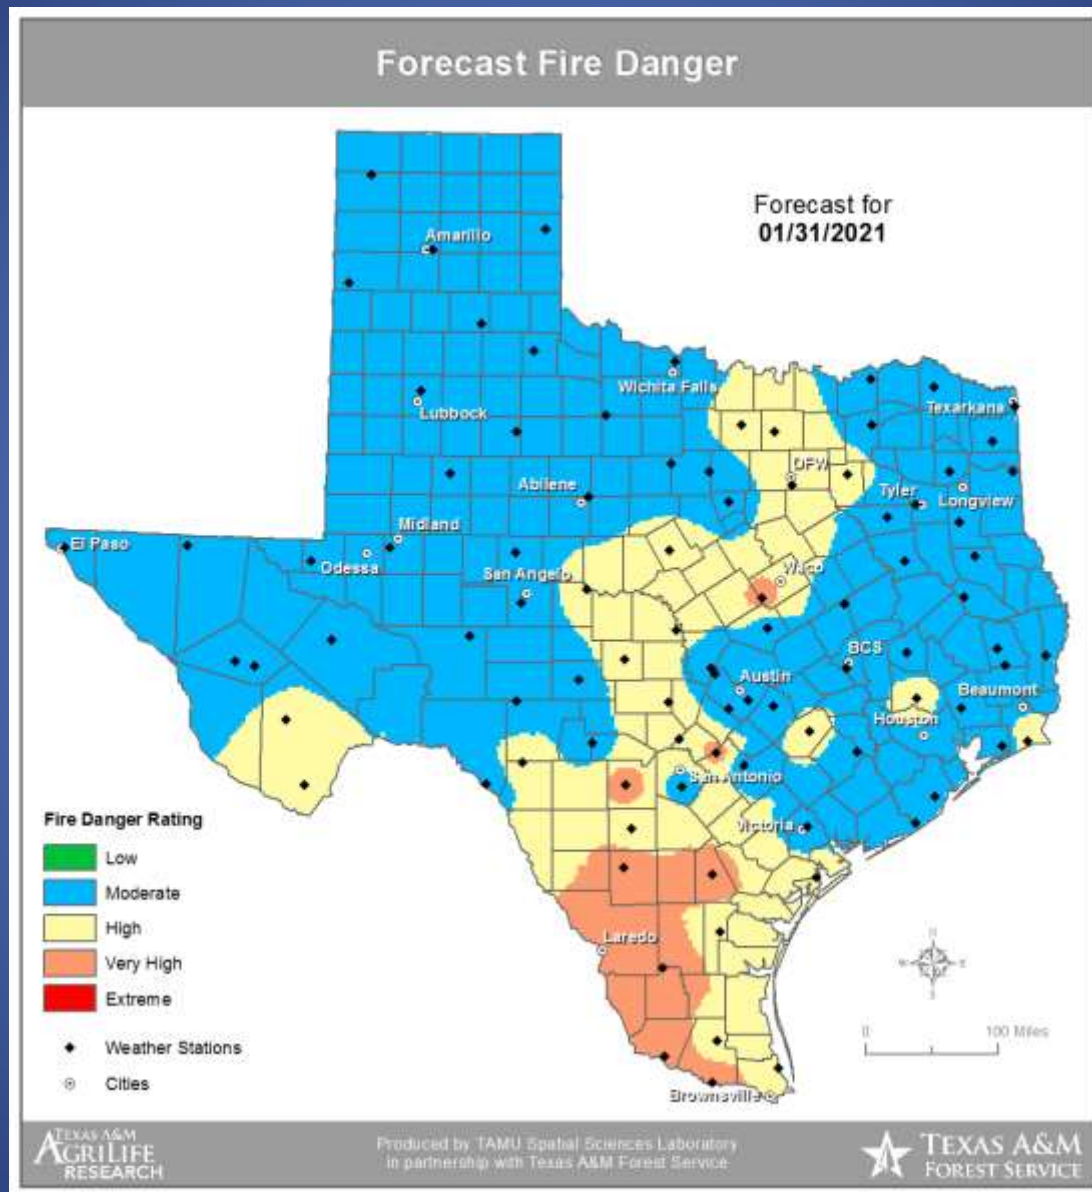 Forecast Fire Danger
Forecast for
01/31/2021
Amarillo
Wichita Falls
Lubbock
Texarkana
DFW
Abilene
Tyler
Longview
Midland
El Paso
Odessa
San Angelo
Waco
BCS
Austin
Beaumont
Houston
San Antonio
Victoria
Laredo
Brownsville
Fire Danger Rating
Low
Moderate
High
Very High
Extreme
Weather Stations
Cities
N
W E
S
0 100 Miles
TEXAS A&M
AGRILIFE
RESEARCH
Produced by TAMU Spatial Sciences Laboratory
in partnership with Texas A&M Forest Service
TEXAS A&M
FOREST SERVICE